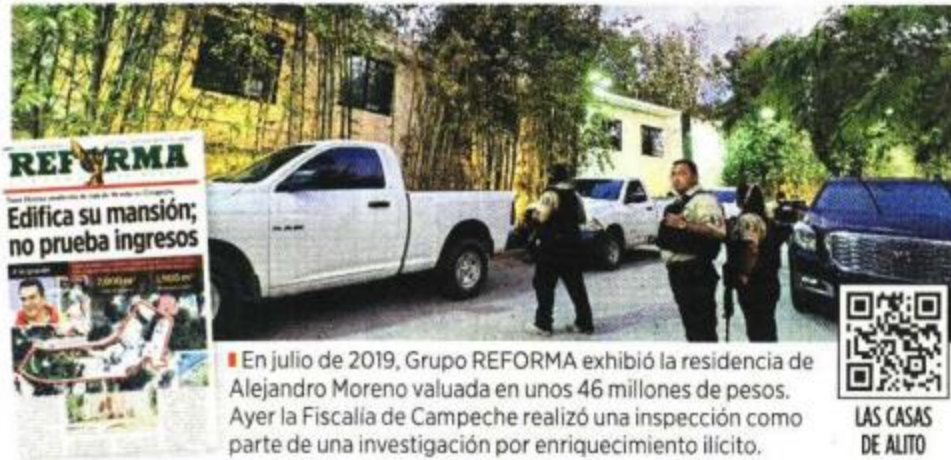 REFORMA
Edifica su mansión;
no prueba ingresos
RAM
En julio de 2019, Grupo REFORMA exhibió la residencia de
Alejandro Moreno valuada en unos 46 millones de pesos.
Ayer la Fiscalía de Campeche realizó una inspección como
parte de una investigación por enriquecimiento ilícito.
LAS CASAS
DE ALITO